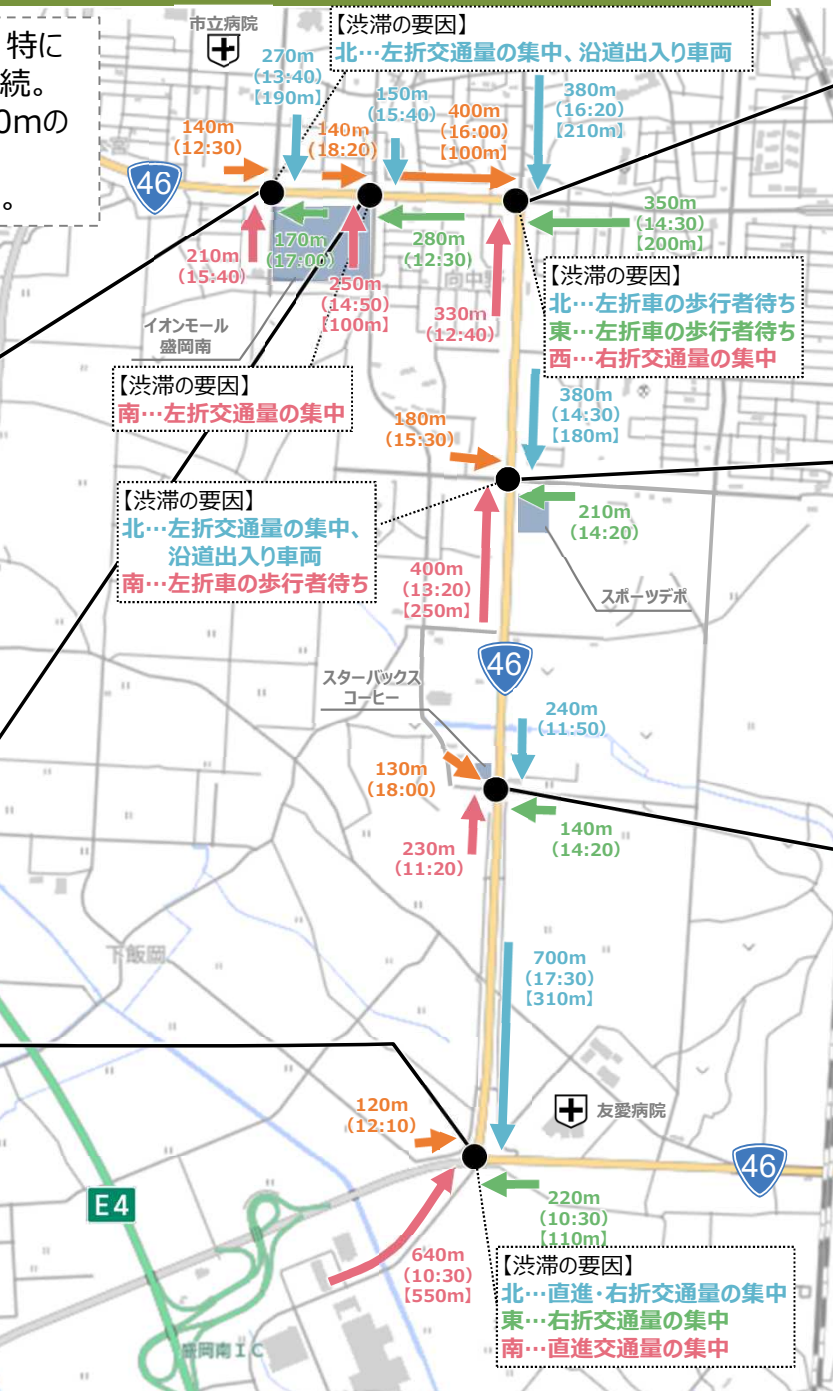 特に
続。
0mの
。
市立病院
【渋滞の要因】
北…左折交通量の集中、沿道出入り車両
270m
(13:40)
【190m】
150m
(15:40)
400m
(16:00)
【100m】
380m
(16:20)
【210m】
140m
(12:30)
140m
(18:20)
46
350m
(14:30)
【200m】
210m
(15:40)
170m
(17:00)
250m
(14:50)
【100m】
280m
(12:30)
向中野
330m
(12:40)
イオンモール
盛岡南
【渋滞の要因】
北…左折車の歩行者待ち
東…左折車の歩行者待ち
西…右折交通量の集中
【渋滞の要因】
南…左折交通量の集中
180m
(15:30)
380m
(14:30)
【180m】
【渋滞の要因】
北…左折交通量の集中、
沿道出入り車両
南…左折車の歩行者待ち
210m
(14:20)
400m
(13:20)
【250m】
スポーツデポ
46
スターバックス
コーヒー
240m
(11:50)
130m
(18:00)
140m
(14:20)
230m
(11:20)
下飯岡
700m
(17:30)
【310m】
120m
(12:10)
友愛病院
46
E4
220m
(10:30)
【110m】
640m
(10:30)
【550m】
盛岡南IC
【渋滞の要因】
北…直進・右折交通量の集中
東…右折交通量の集中
南…直進交通量の集中